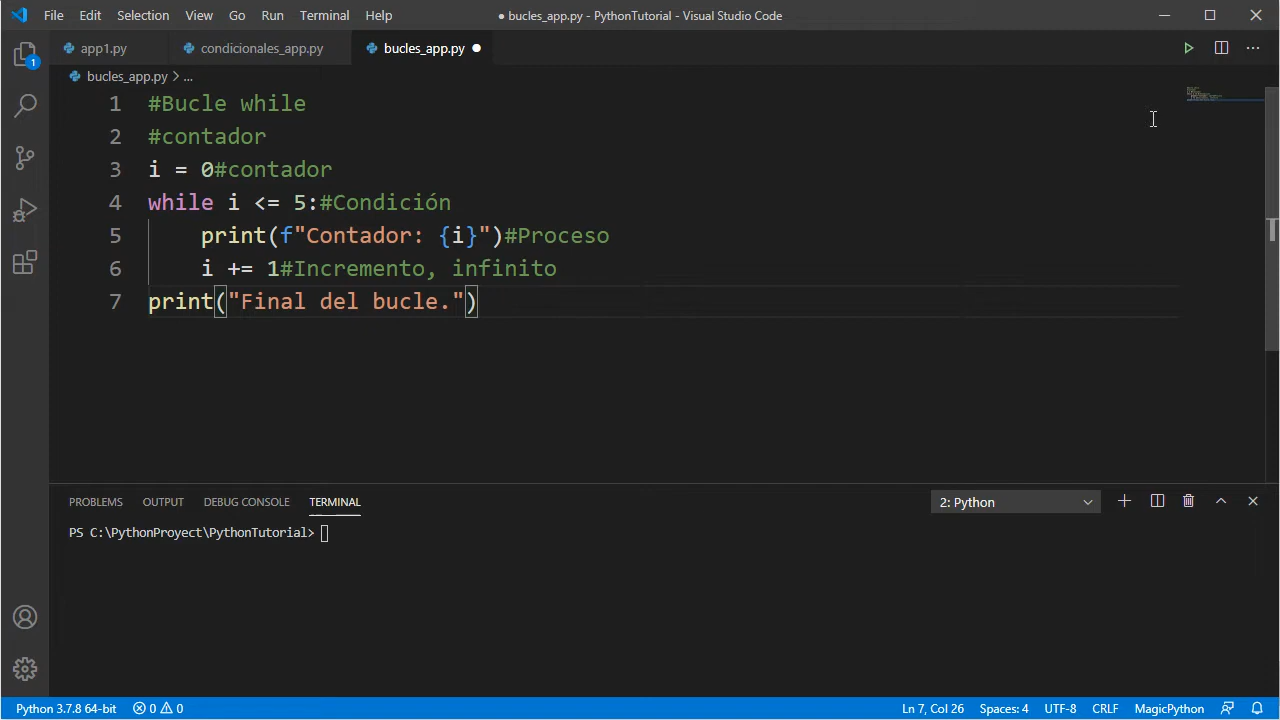 File Edit Selection View Go Run Terminal Help ● bucles_app.py - PythonTutorial - Visual Studio Code
app1.py condicionales_app.py bucles_app.py ●
1
bucles_app.py > ...
1 #Bucle while
2 #contador
3 i = 0#contador
4 while i <= 5:#Condición
5 print(f"Contador: {i}")#Proceso
6 i += 1#Incremento, infinito
7 print("Final del bucle.")
PROBLEMS OUTPUT DEBUG CONSOLE TERMINAL 2: Python
PS C:\PythonProyect\PythonTutorial>
Python 3.7.8 64-bit 0 0 Ln 7, Col 26 Spaces: 4 UTF-8 CRLF MagicPython